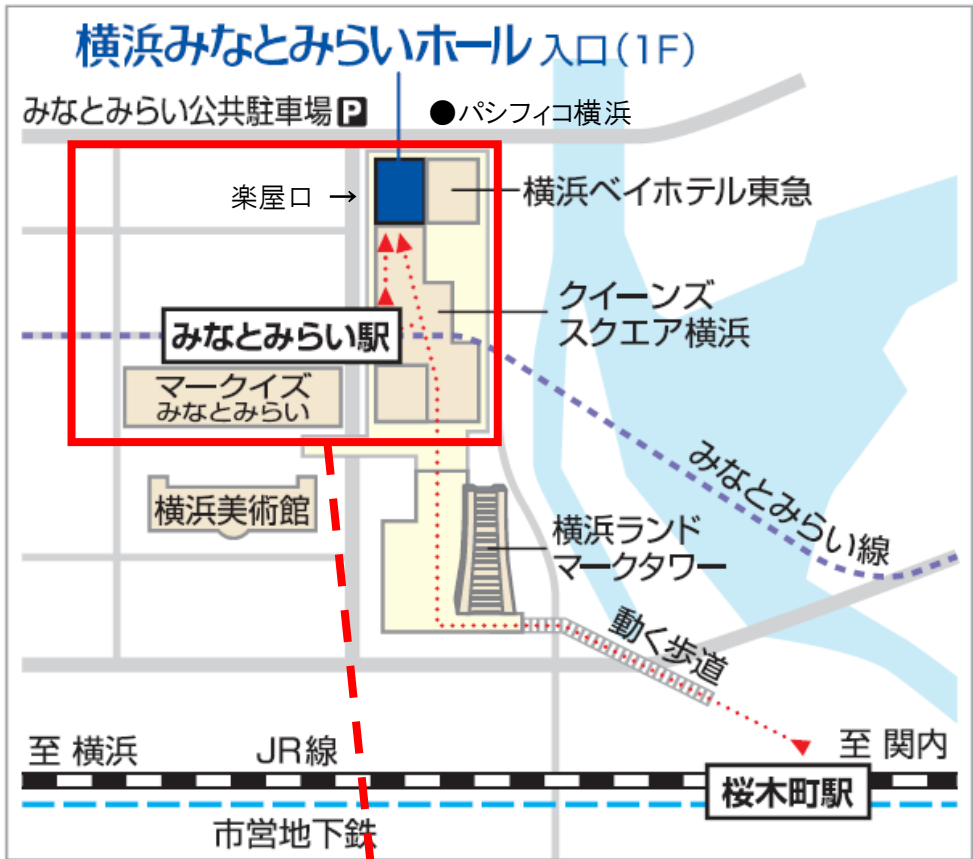 横浜みなとみらいホール 入口(1F)
みなとみらい公共駐車場 P
●パシフィコ横浜
楽屋口 →
横浜ベイホテル東急
クイーンズ
スクエア横浜
みなとみらい駅
マークイズ
みなとみらい
みなとみらい線
横浜美術館
横浜ランド
マークタワー
動く歩道
至 横浜
JR線
至 関内
桜木町駅
市営地下鉄